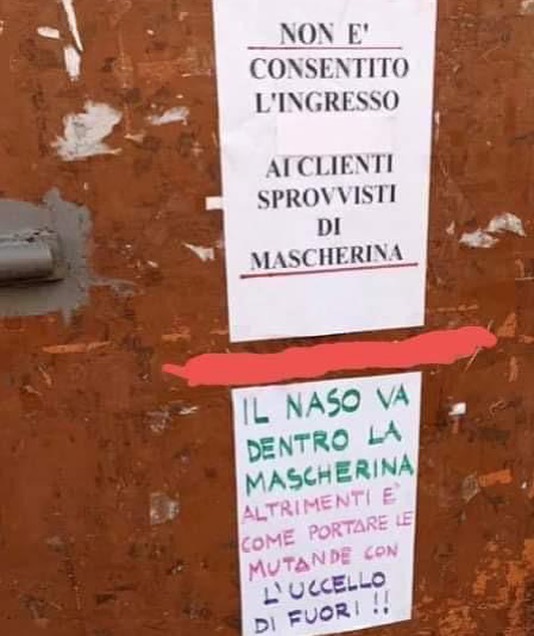 NON E'
CONSENTITO
L'INGRESSO
AI CLIENTI
SPROVVISTI
DI
MASCHERINA
IL NASO VA
DENTRO LA
MASCHERINA
ALTRIMENTI E'
COME PORTARE LE
MUTANDE CON
L'UCCELLO
DI FUORI!!